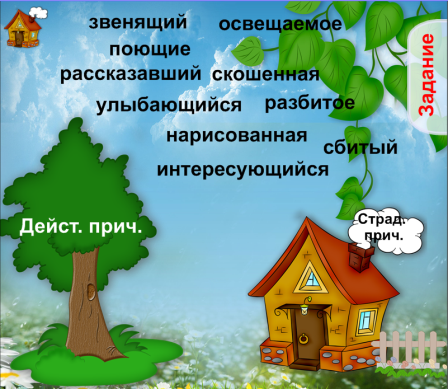 звенящий освещаемое
поющие
рассказавший скошенная
улыбающийся разбитое
нарисованная
сбитый
интересующийся
Задание
Дейст. прич.
Страд.
прич.